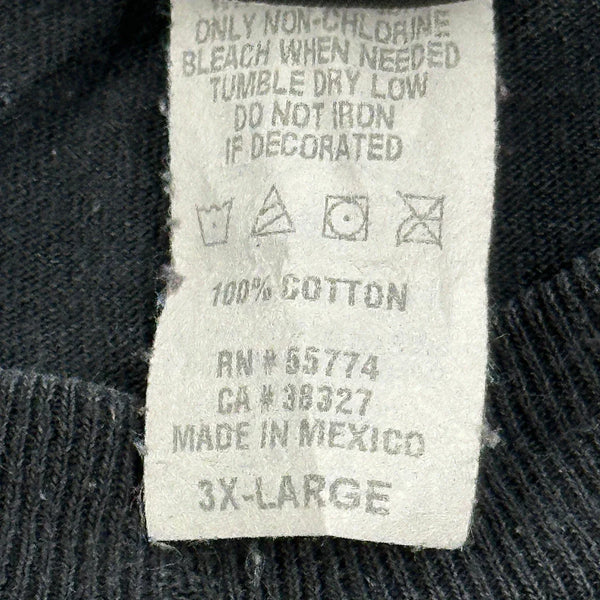 ONLY NON-CHLORINE
BLEACH WHEN NEEDED
TUMBLE DRY LOW
DO NOT IRON
IF DECORATED
100% COTTON
RN # 55774
CA # 38327
MADE IN MEXICO
3X-LARGE